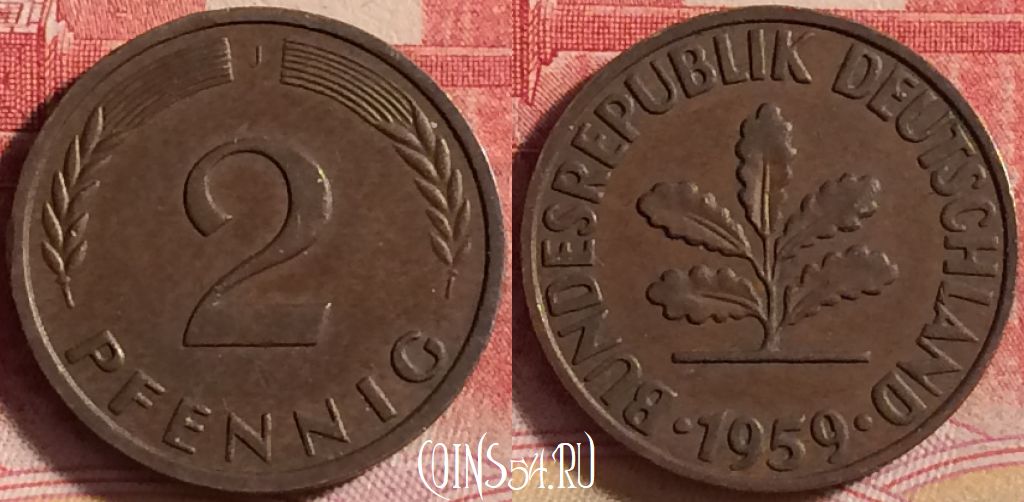 J
2
PFENNIG
BUNDESREPUBLIK DEUTSCHLAND
·1959·
COINS54.RU